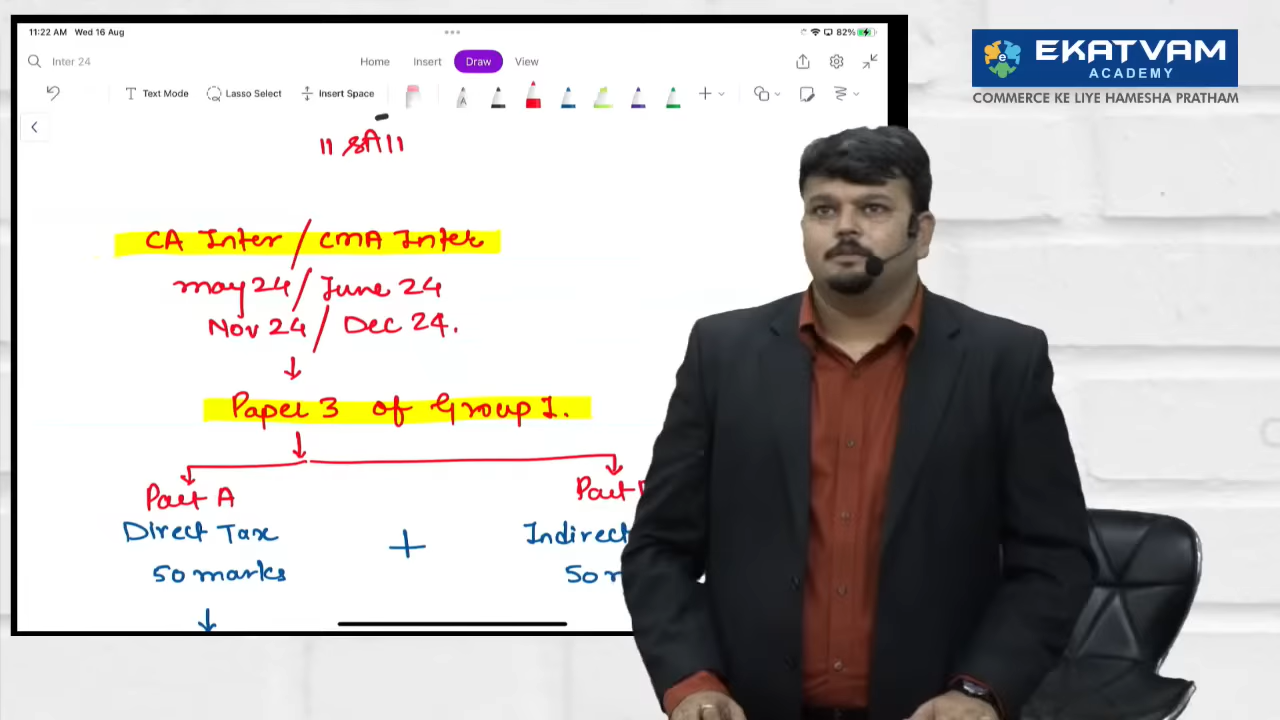 11:22 AM Wed 16 Aug
82%
Inter 24
Home Insert Draw View
Text Mode Lasso Select Insert Space
CA Inter / CMA Inter
May 24 / June 24
Nov 24 / Dec 24.
Paper 3 of Group I.
Part A
Part
Direct Tax + Indirect
50 marks
50
EKATVAM
ACADEMY
COMMERCE KE LIYE HAMESHA PRATHAM